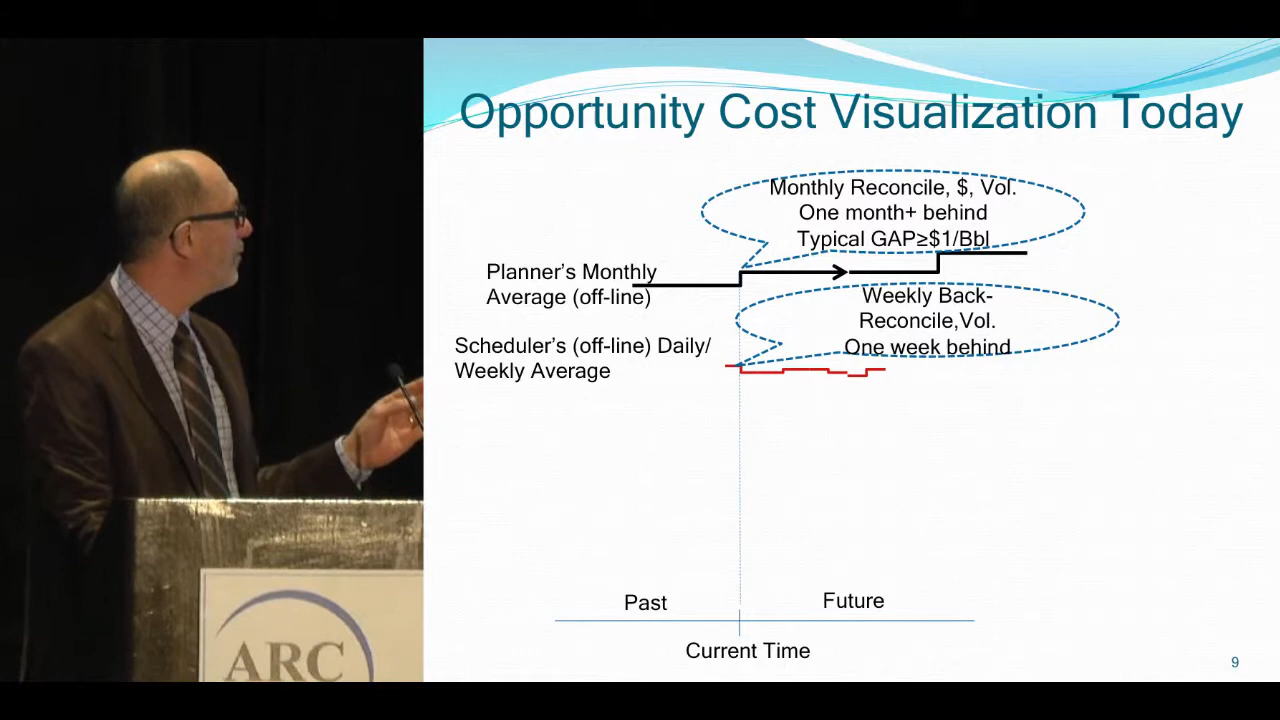 Opportunity Cost Visualization Today
Monthly Reconcile, $, Vol.
One month+ behind
Typical GAP≥$1/Bbl
Planner's Monthly
Average (off-line)
Weekly Back-
Reconcile,Vol.
One week behind
Scheduler's (off-line) Daily/
Weekly Average
Past
Future
Current Time
9
ARC